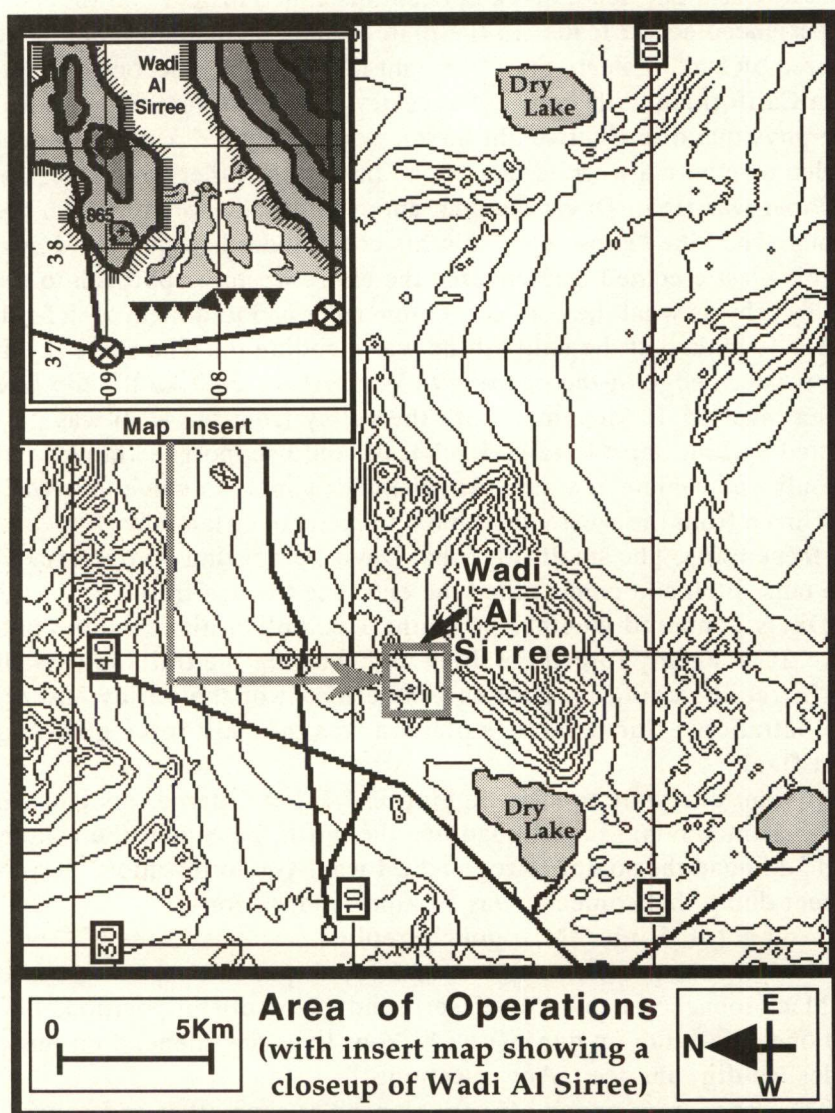 Wadi
Al
Sirree
865
38
37
09
08
Map Insert
Dry
Lake
00
Wadi
Al
Sirree
40
Dry
Lake
10
00
30
0 5Km
Area of Operations
(with insert map showing a
closeup of Wadi Al Sirree)
E
N
W